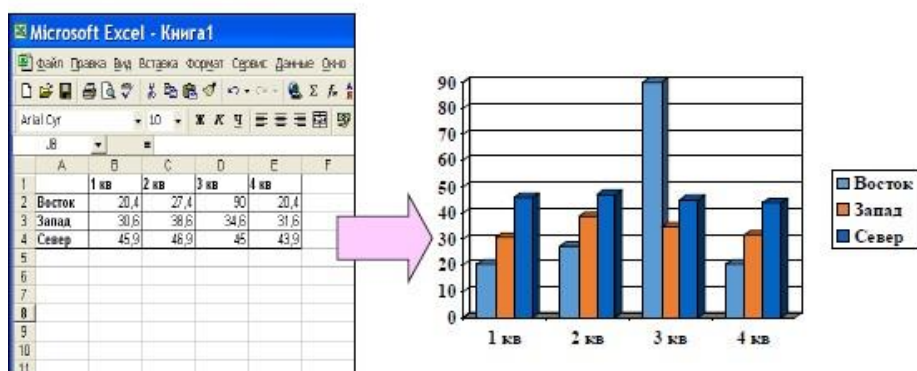 Microsoft Excel - Книга1
Файл Правка Вид Вставка Формат Сервис Данные Окно
Arial Cyr 10 Ж К Ч
J8 =
A B C D E F
1 1 кв 2 кв 3 кв 4 кв
2 Восток 20,4 27,4 90 20,4
3 Запад 30,6 38,6 34,6 31,6
4 Север 45,9 46,9 45 43,9
5
6
7
8
9
10
11
90
80
70
60
50
40
30
20
10
0
1 кв 2 кв 3 кв 4 кв
Восток
Запад
Север